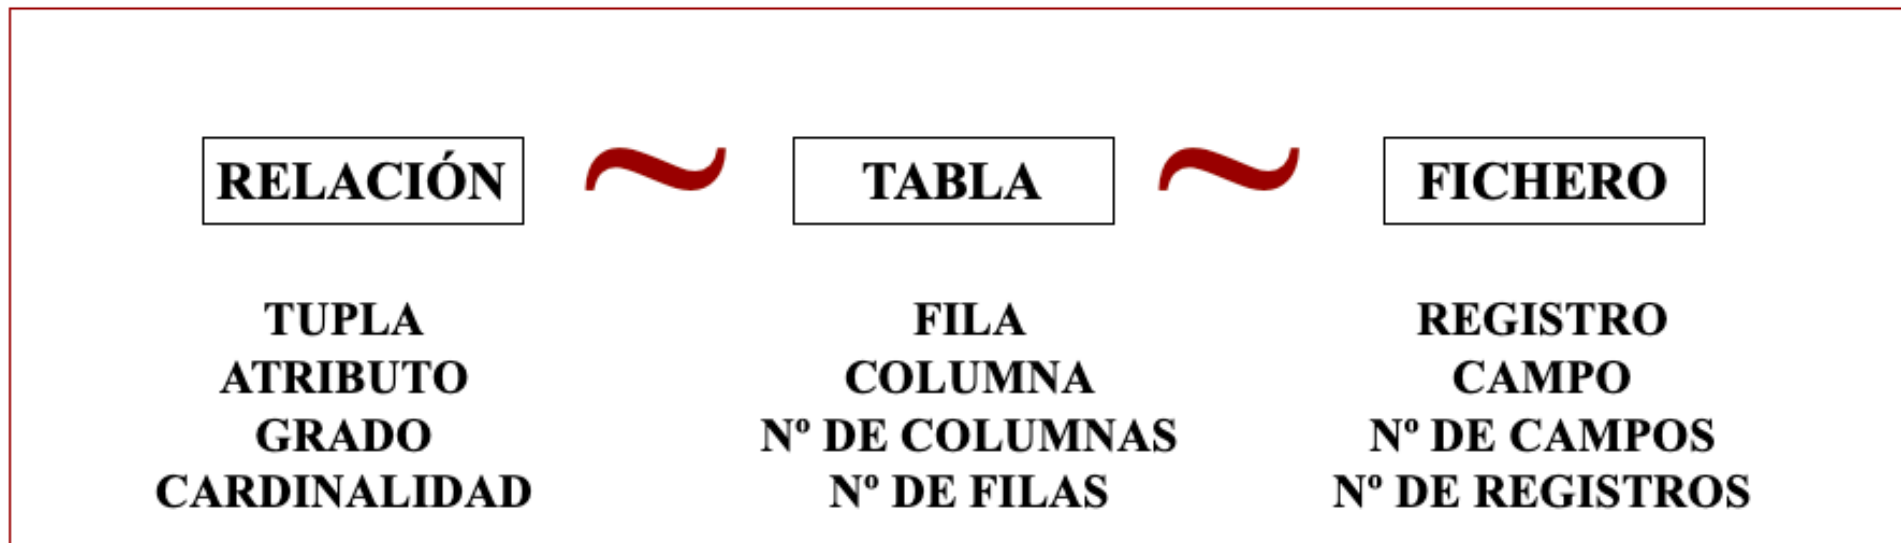 RELACIÓN ~ TABLA ~ FICHERO
TUPLA FILA REGISTRO
ATRIBUTO COLUMNA CAMPO
GRADO Nº DE COLUMNAS Nº DE CAMPOS
CARDINALIDAD Nº DE FILAS Nº DE REGISTROS